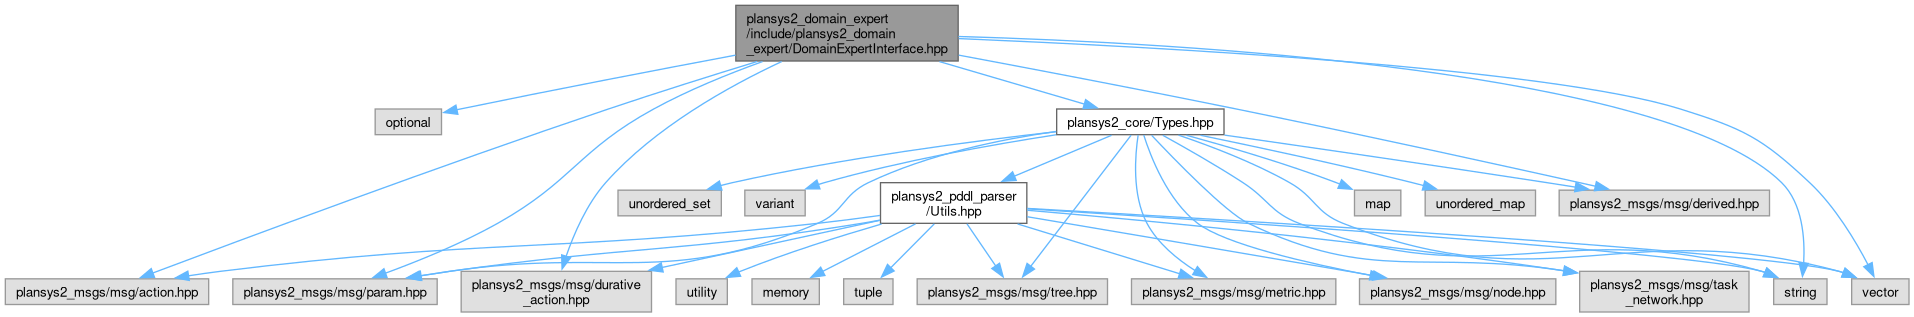 plansys2_domain_expert
/include/plansys2_domain
_expert/DomainExpertInterface.hpp
optional
plansys2_core/Types.hpp
unordered_set
variant
plansys2_pddl_parser
/Utils.hpp
map
unordered_map
plansys2_msgs/msg/derived.hpp
plansys2_msgs/msg/action.hpp
plansys2_msgs/msg/param.hpp
plansys2_msgs/msg/durative
_action.hpp
utility
memory
tuple
plansys2_msgs/msg/tree.hpp
plansys2_msgs/msg/metric.hpp
plansys2_msgs/msg/node.hpp
plansys2_msgs/msg/task
_network.hpp
string
vector